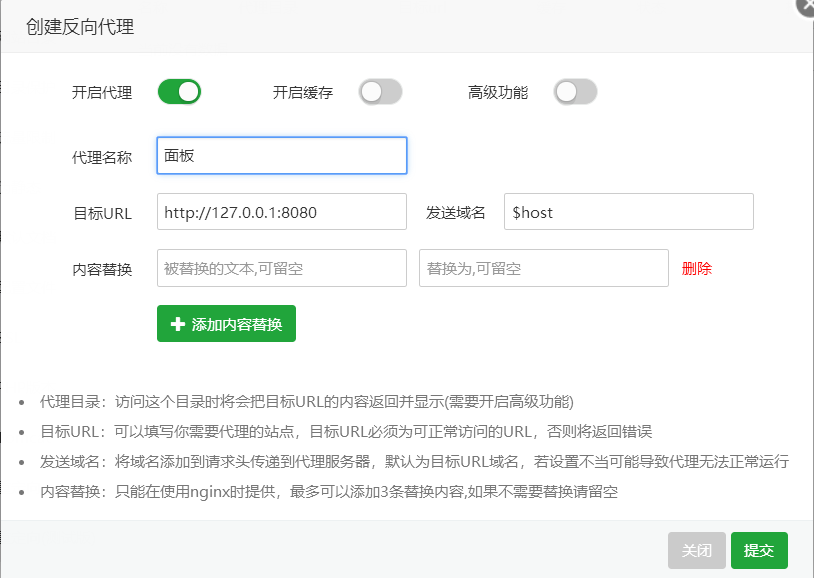 创建反向代理
开启代理 开启缓存 高级功能
代理名称 面板
目标URL http://127.0.0.1:8080 发送域名 $host
内容替换 被替换的文本,可留空 替换为,可留空 删除
添加内容替换
代理目录：访问这个目录时将会把目标URL的内容返回并显示(需要开启高级功能)
目标URL：可以填写你需要代理的站点，目标URL必须为可正常访问的URL，否则将返回错误
发送域名：将域名添加到请求头传递到代理服务器，默认为目标URL域名，若设置不当可能导致代理无法正常运行
内容替换：只能在使用nginx时提供，最多可以添加3条替换内容,如果不需要替换请留空
关闭 提交